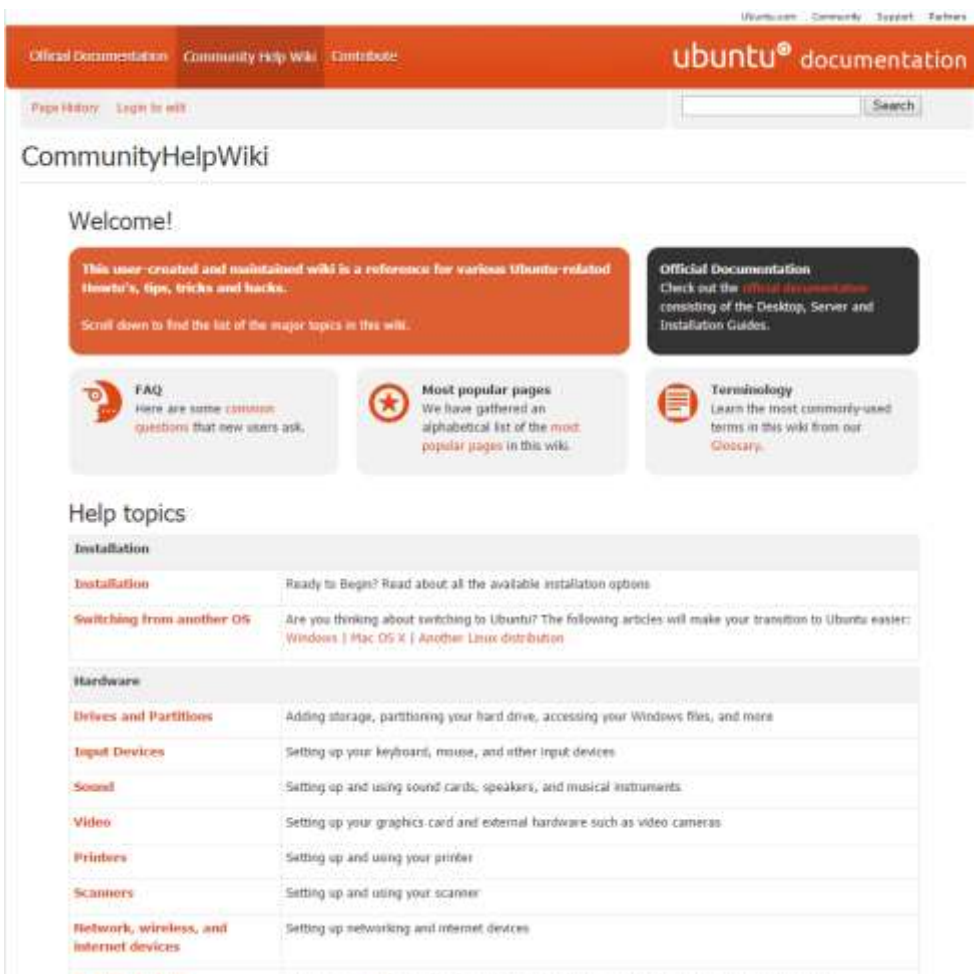 Ubuntu.com Community Support Partners
Official Documentation Community Help Wiki Contribute
ubuntu® documentation
Page History Login to edit
Search
CommunityHelpWiki
Welcome!
This user-created and maintained wiki is a reference for various Ubuntu-related
Howto's, tips, tricks and hacks.
Scroll down to find the list of the major topics in this wiki.
Official Documentation
Check out the official documentation
consisting of the Desktop, Server and
Installation Guides.
FAQ
Here are some common
questions that new users ask.
Most popular pages
We have gathered an
alphabetical list of the most
popular pages in this wiki.
Terminology
Learn the most commonly-used
terms in this wiki from our
Glossary.
Help topics
Installation
Installation Ready to Begin? Read about all the available installation options
Switching from another OS Are you thinking about switching to Ubuntu? The following articles will make your transition to Ubuntu easier:
Windows | Mac OS X | Another Linux distribution
Hardware
Drives and Partitions Adding storage, partitioning your hard drive, accessing your Windows files, and more
Input Devices Setting up your keyboard, mouse, and other input devices
Sound Setting up and using sound cards, speakers, and musical instruments
Video Setting up your graphics card and external hardware such as video cameras
Printers Setting up and using your printer
Scanners Setting up and using your scanner
Network, wireless, and Setting up networking and internet devices
internet devices